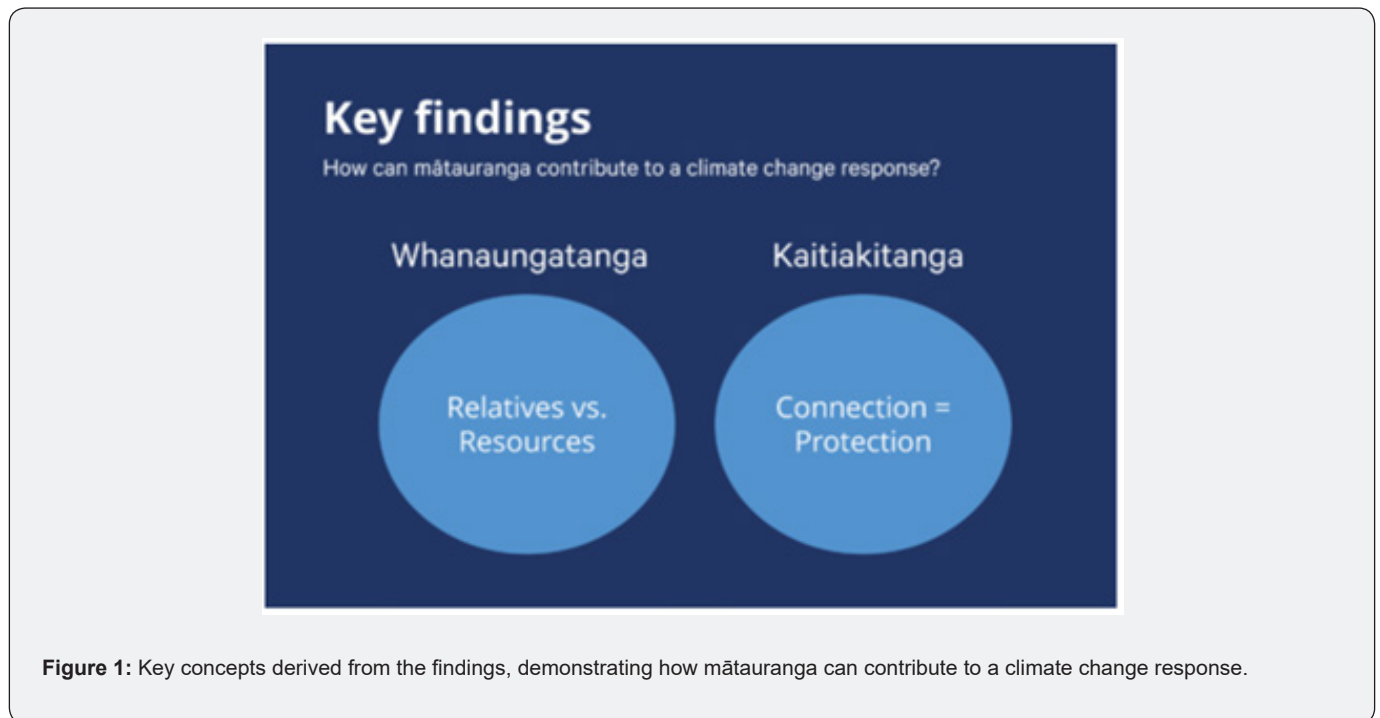 Key findings
How can mātauranga contribute to a climate change response?
Whanaungatanga
Kaitiakitanga
Relatives vs.
Resources
Connection =
Protection
Figure 1: Key concepts derived from the findings, demonstrating how mātauranga can contribute to a climate change response.